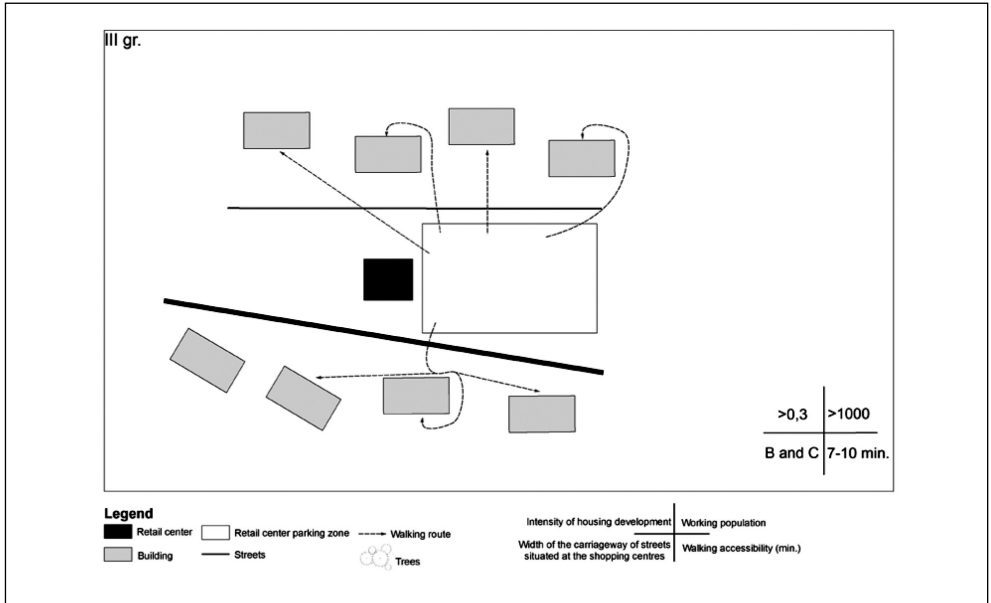 III gr.
>0,3 >1000
B and C 7-10 min.
Legend
Retail center
Retail center parking zone
Walking route
Building
Streets
Trees
Intensity of housing development
Working population
Width of the carriageway of streets
situated at the shopping centres
Walking accessibility (min.)